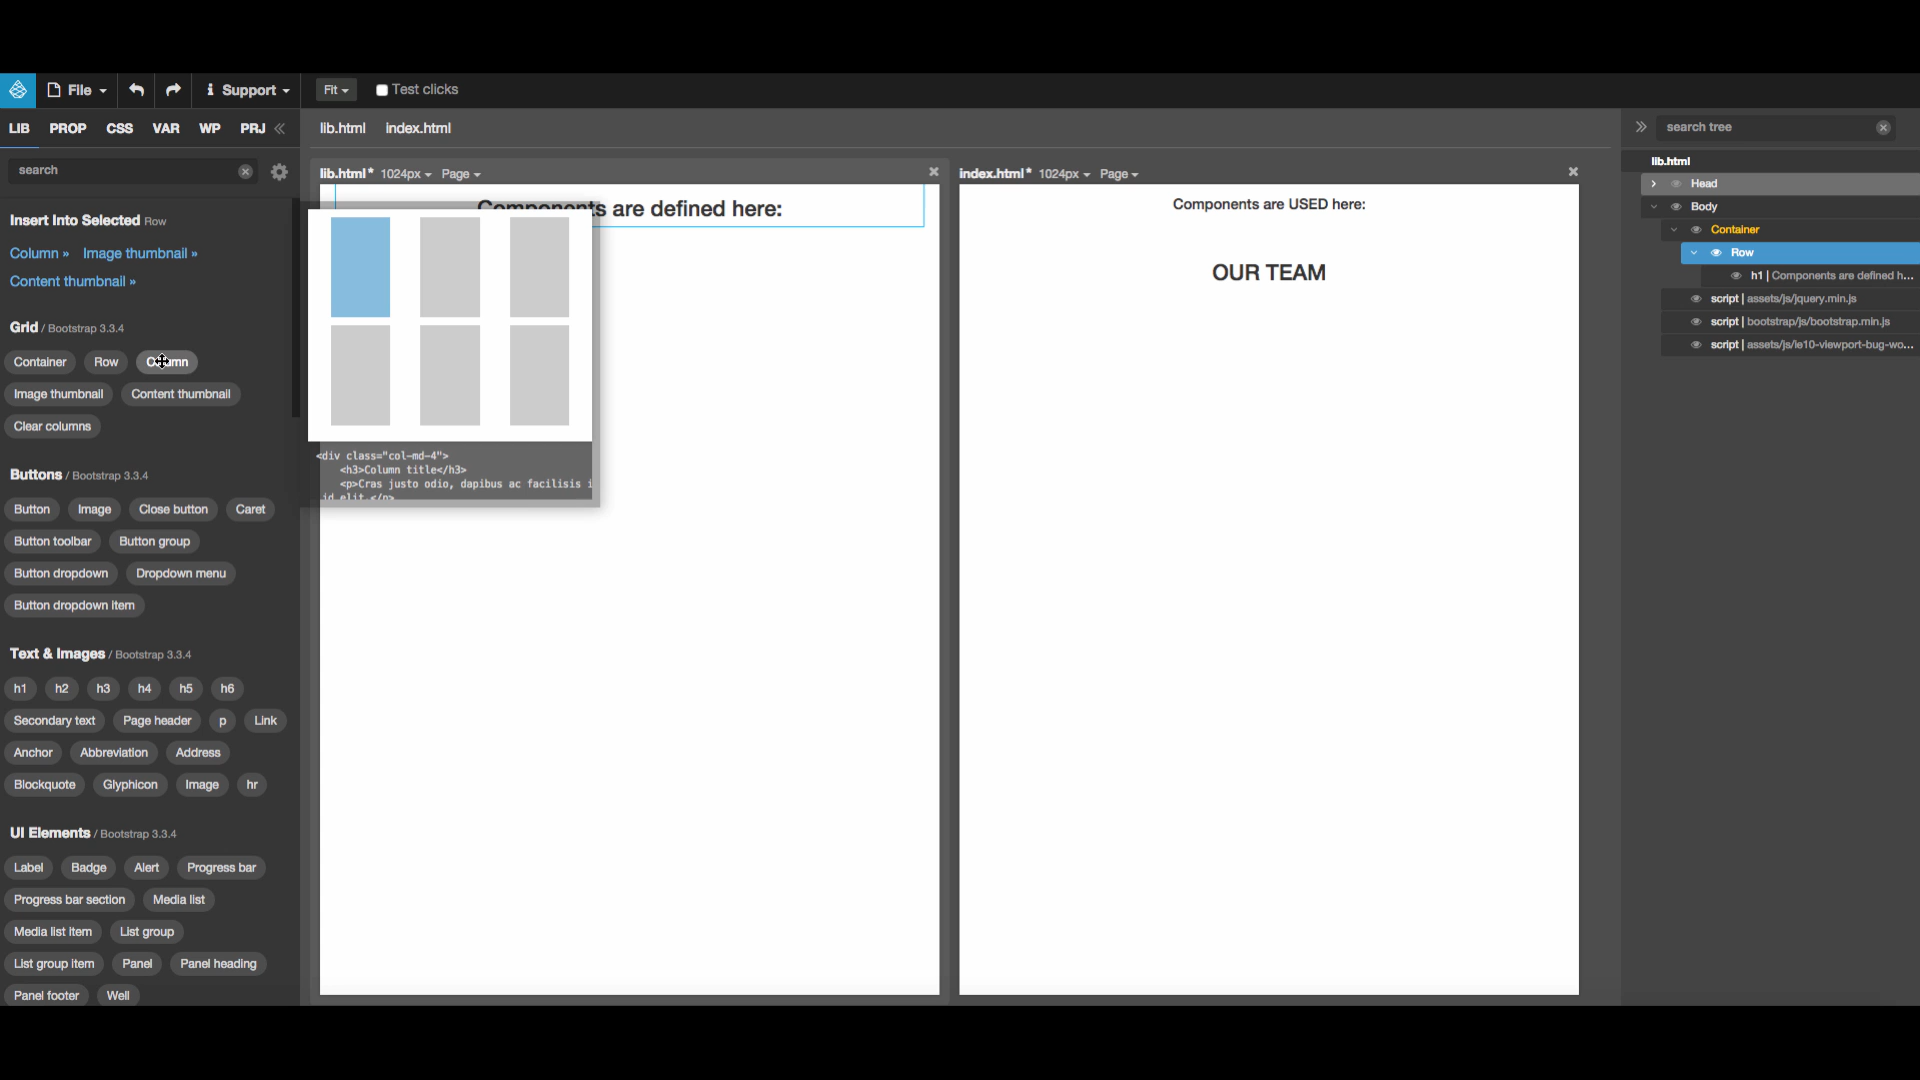 File
Support
Fit
Test clicks
LIB PROP CSS VAR WP PRJ
lib.html index.html
search tree
search
lib.html* 1024px Page
index.html* 1024px Page
lib.html
Head
Body
Container
Row
h1 | Components are defined h...
script | assets/js/jquery.min.js
script | bootstrap/js/bootstrap.min.js
script | assets/js/ie10-viewport-bug-wo...
Insert Into Selected Row
Column » Image thumbnail »
Content thumbnail »
Grid / Bootstrap 3.3.4
Container Row Column
Image thumbnail Content thumbnail
Clear columns
Buttons / Bootstrap 3.3.4
Button Image Close button Caret
Button toolbar Button group
Button dropdown Dropdown menu
Button dropdown item
Text & Images / Bootstrap 3.3.4
h1 h2 h3 h4 h5 h6
Secondary text Page header p Link
Anchor Abbreviation Address
Blockquote Glyphicon Image hr
UI Elements / Bootstrap 3.3.4
Label Badge Alert Progress bar
Progress bar section Media list
Media list item List group
List group item Panel Panel heading
Panel footer Well
Components are defined here:
<div class="col-md-4">
<h3>Column title</h3>
<p>Cras justo odio, dapibus ac facilisis i
id elit.</p>
Components are USED here:
OUR TEAM